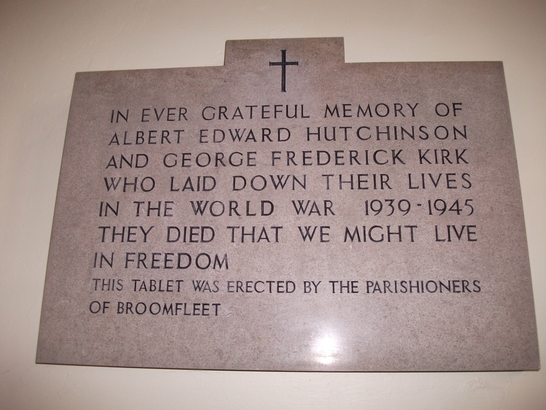 IN EVER GRATEFUL MEMORY OF
ALBERT EDWARD HUTCHINSON
AND GEORGE FREDERICK KIRK
WHO LAID DOWN THEIR LIVES
IN THE WORLD WAR 1939-1945
THEY DIED THAT WE MIGHT LIVE
IN FREEDOM
THIS TABLET WAS ERECTED BY THE PARISHIONERS
OF BROOMFLEET